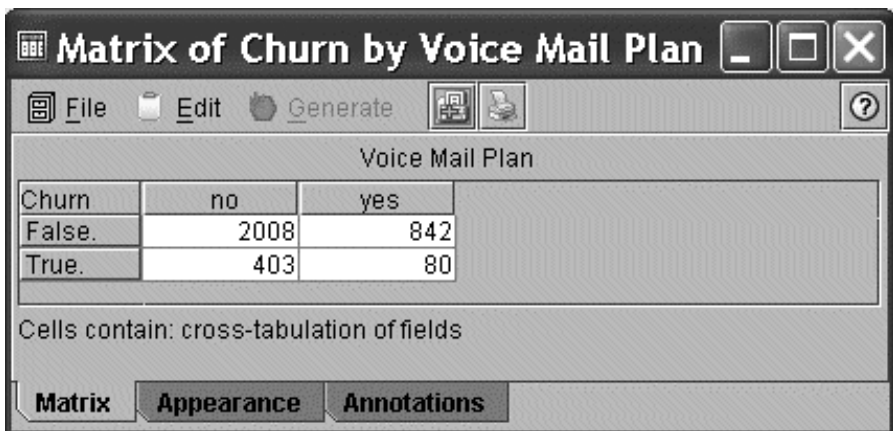 Matrix of Churn by Voice Mail Plan
File Edit Generate
Voice Mail Plan
Churn no yes
False. 2008 842
True. 403 80
Cells contain: cross-tabulation of fields
Matrix Appearance Annotations